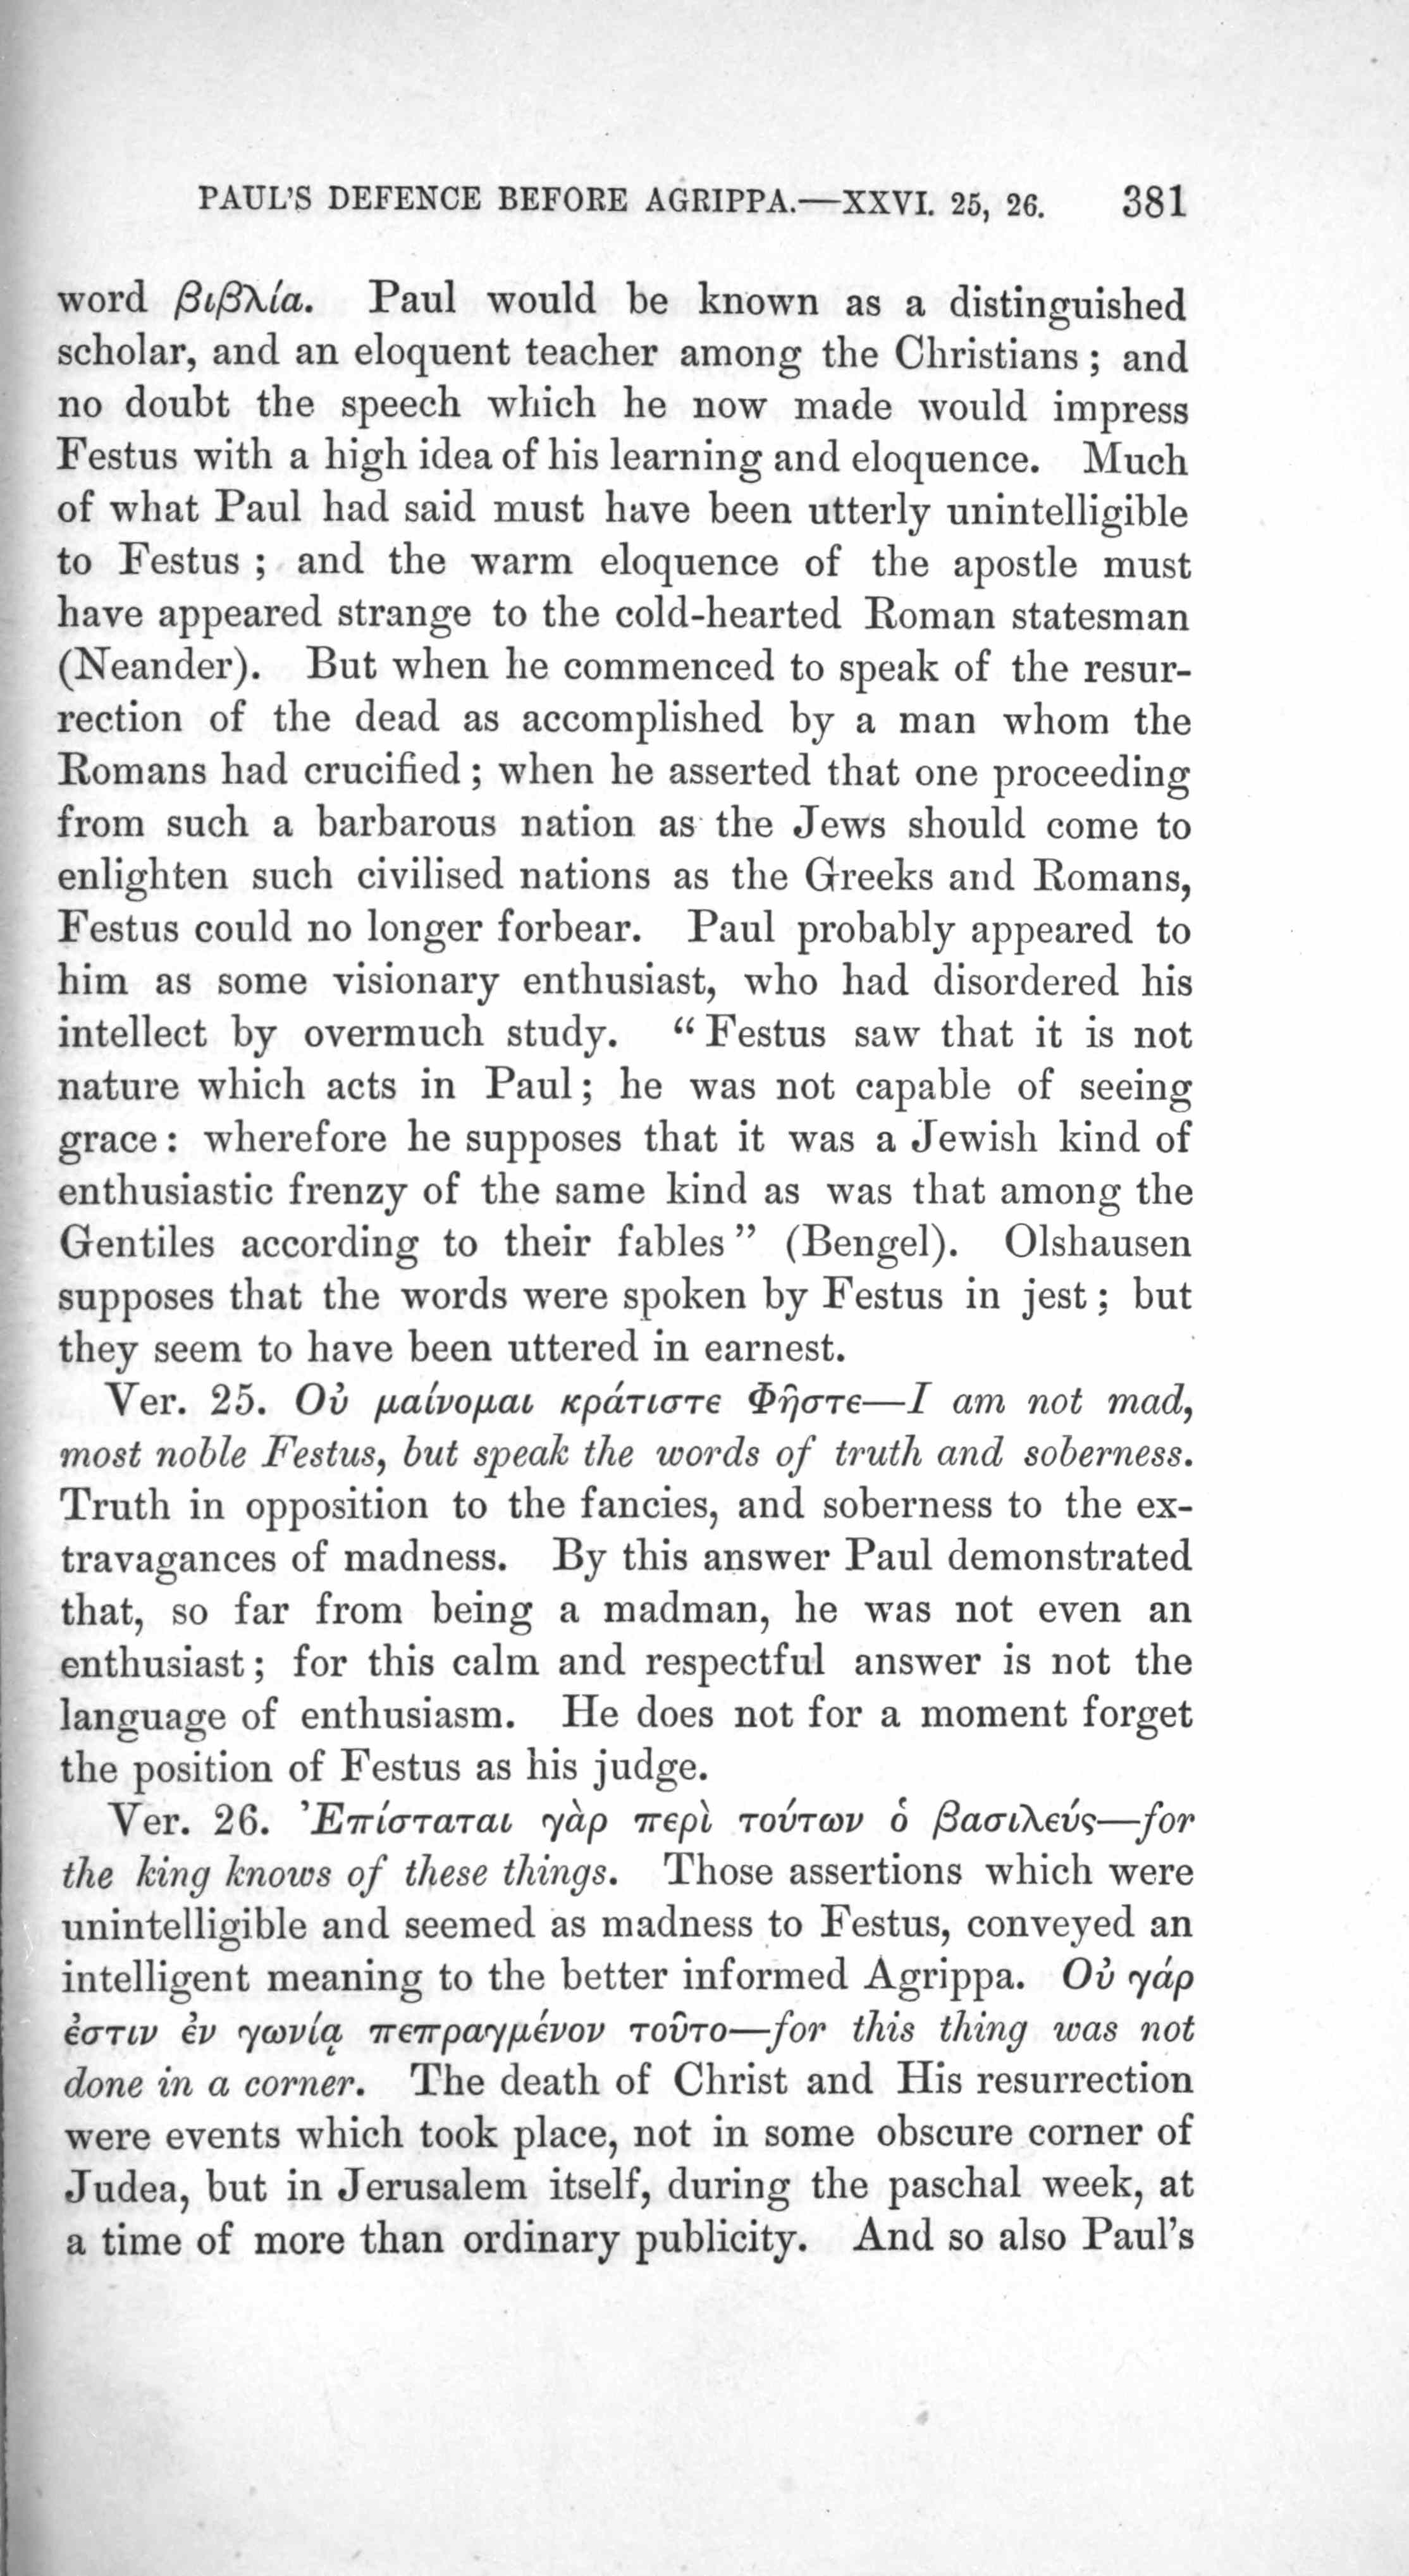 PAUL'S DEFENCE BEFORE AGRIPPA.—XXVI. 25, 26. 381
word βιβλία. Paul would be known as a distinguished
scholar, and an eloquent teacher among the Christians ; and
no doubt the speech which he now made would impress
Festus with a high idea of his learning and eloquence. Much
of what Paul had said must have been utterly unintelligible
to Festus ; and the warm eloquence of the apostle must
have appeared strange to the cold-hearted Roman statesman
(Neander). But when he commenced to speak of the resur-
rection of the dead as accomplished by a man whom the
Romans had crucified ; when he asserted that one proceeding
from such a barbarous nation as the Jews should come to
enlighten such civilised nations as the Greeks and Romans,
Festus could no longer forbear. Paul probably appeared to
him as some visionary enthusiast, who had disordered his
intellect by overmuch study. “ Festus saw that it is not
nature which acts in Paul ; he was not capable of seeing
grace : wherefore he supposes that it was a Jewish kind of
enthusiastic frenzy of the same kind as was that among the
Gentiles according to their fables ” (Bengel). Olshausen
supposes that the words were spoken by Festus in jest ; but
they seem to have been uttered in earnest.
Ver. 25. Οὐ μαίνομαι κράτιστε Φῆστε—I am not mad,
most noble Festus, but speak the words of truth and soberness.
Truth in opposition to the fancies, and soberness to the ex-
travagances of madness. By this answer Paul demonstrated
that, so far from being a madman, he was not even an
enthusiast ; for this calm and respectful answer is not the
language of enthusiasm. He does not for a moment forget
the position of Festus as his judge.
Ver. 26. Ἐπίσταται γὰρ περὶ τούτων ὁ βασιλεύς—for
the king knows of these things. Those assertions which were
unintelligible and seemed as madness to Festus, conveyed an
intelligent meaning to the better informed Agrippa. Οὐ γάρ
ἐστιν ἐν γωνίᾳ πεπραγμένον τοῦτο—for this thing was not
done in a corner. The death of Christ and His resurrection
were events which took place, not in some obscure corner of
Judea, but in Jerusalem itself, during the paschal week, at
a time of more than ordinary publicity. And so also Paul's